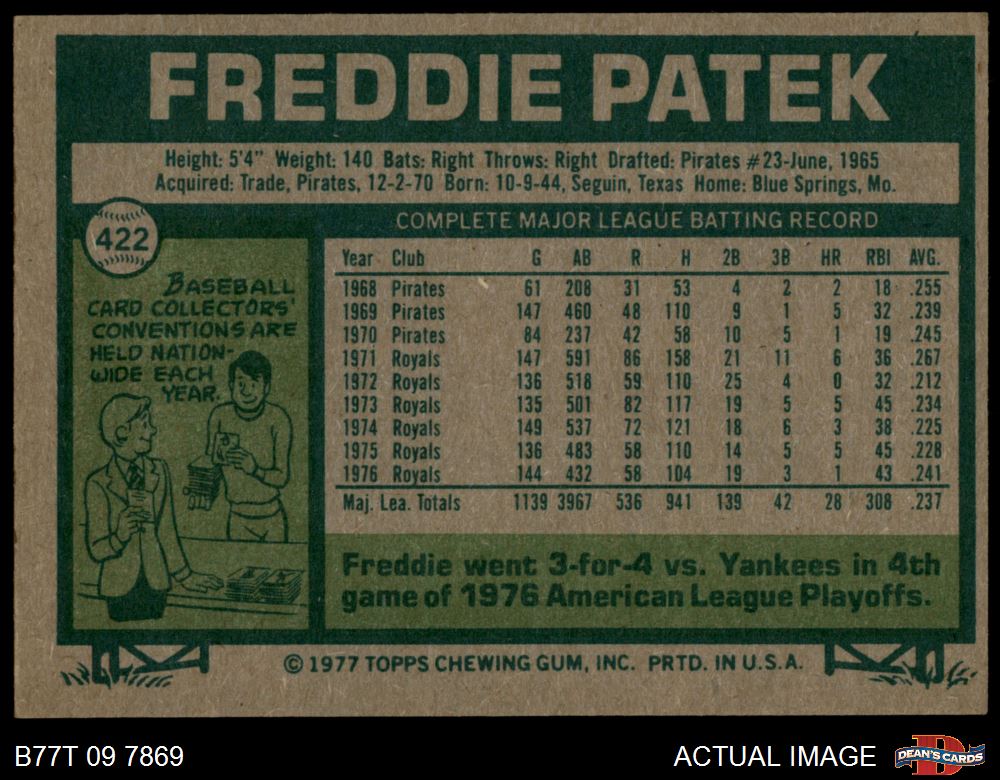 FREDDIE PATEK
Height: 5'4" Weight: 140 Bats: Right Throws: Right Drafted: Pirates #23-June, 1965
Acquired: Trade, Pirates, 12-2-70 Born: 10-9-44, Seguin, Texas Home: Blue Springs, Mo.
422
BASEBALL
CARD COLLECTORS'
CONVENTIONS ARE
HELD NATION-
WIDE EACH
YEAR.
COMPLETE MAJOR LEAGUE BATTING RECORD
Year Club G AB R H 2B 3B HR RBI AVG.
1968 Pirates 61 208 31 53 4 2 2 18 .255
1969 Pirates 147 460 48 110 9 1 5 32 .239
1970 Pirates 84 237 42 58 10 5 1 19 .245
1971 Royals 147 591 86 158 21 11 6 36 .267
1972 Royals 136 518 59 110 25 4 0 32 .212
1973 Royals 135 501 82 117 19 5 5 45 .234
1974 Royals 149 537 72 121 18 6 3 38 .225
1975 Royals 136 483 58 110 14 5 5 45 .228
1976 Royals 144 432 58 104 19 3 1 43 .241
Maj. Lea. Totals 1139 3967 536 941 139 42 28 308 .237
Freddie went 3-for-4 vs. Yankees in 4th
game of 1976 American League Playoffs.
© 1977 TOPPS CHEWING GUM, INC. PRTD. IN U.S.A.
B77T 09 7869
ACTUAL IMAGE
D
DEAN'S CARDS